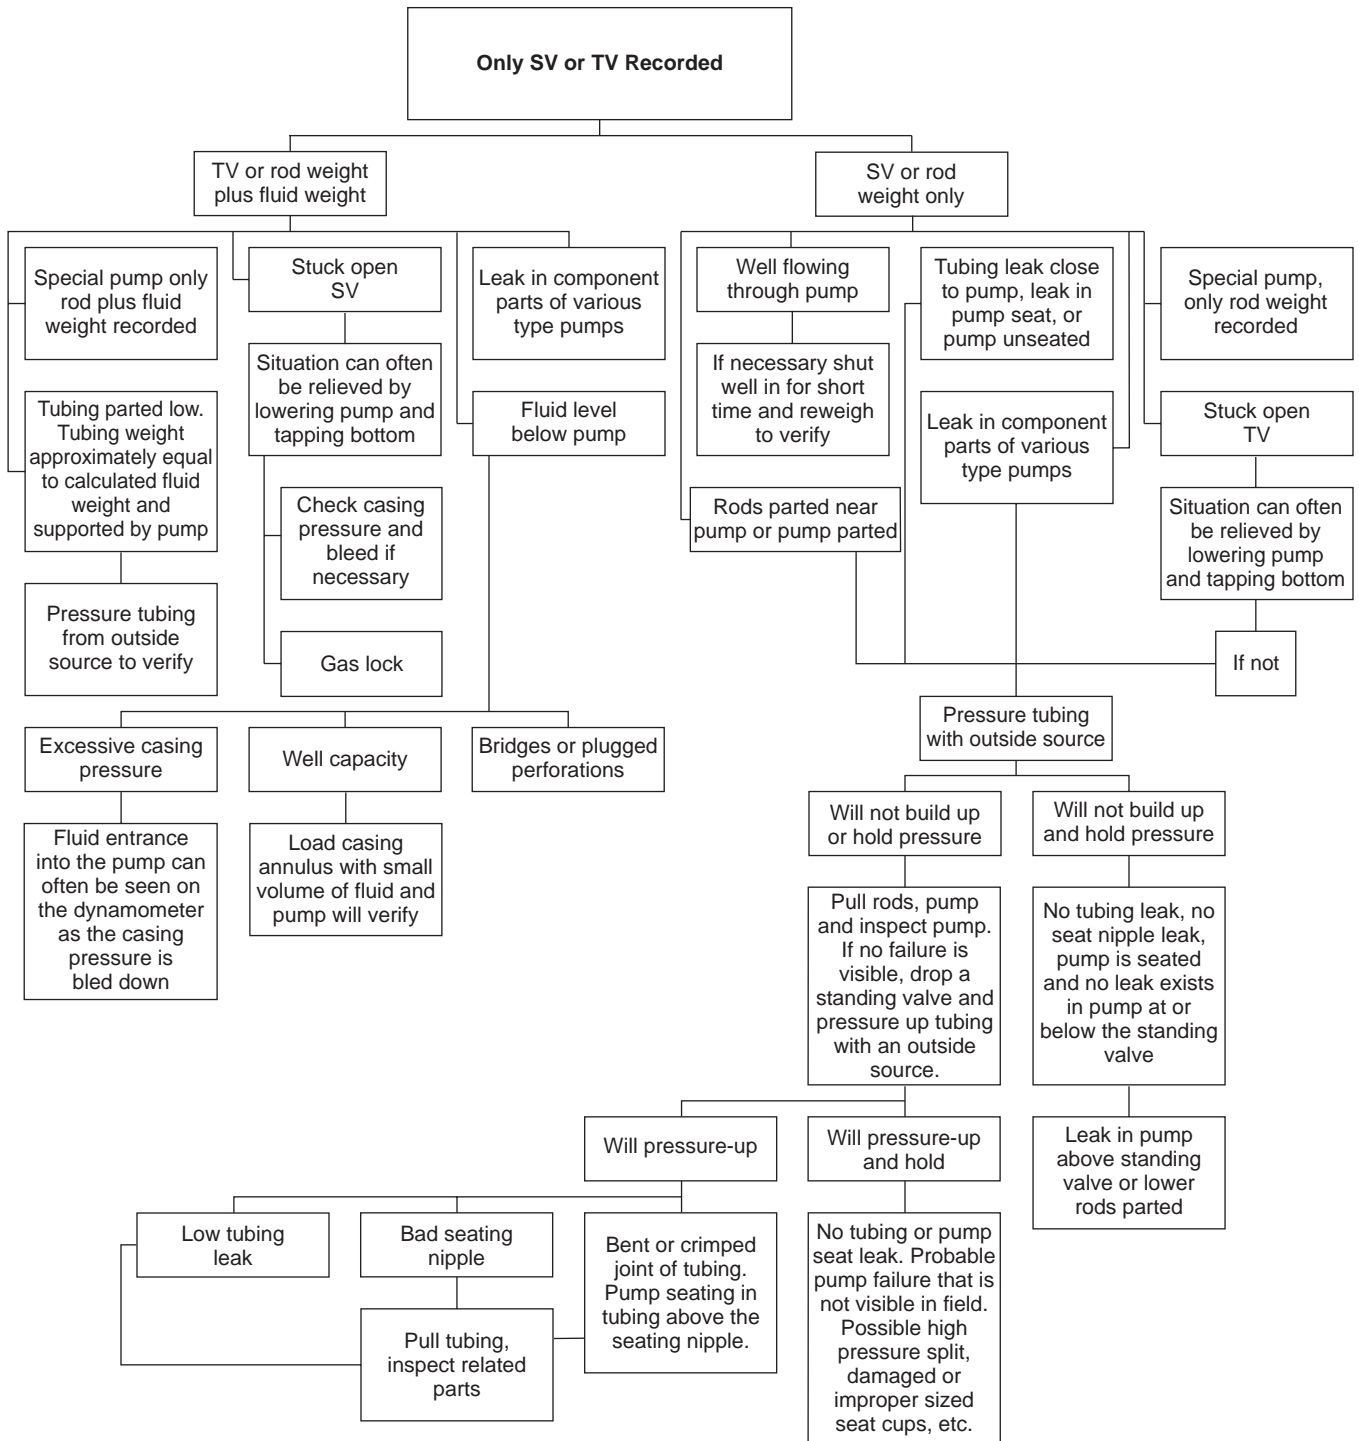 Only SV or TV Recorded
TV or rod weight
plus fluid weight
SV or rod
weight only
Special pump only
rod plus fluid
weight recorded
Stuck open
SV
Leak in component
parts of various
type pumps
Well flowing
through pump
Tubing leak close
to pump, leak in
pump seat, or
pump unseated
Special pump,
only rod weight
recorded
Tubing parted low.
Tubing weight
approximately equal
to calculated fluid
weight and
supported by pump
Situation can often
be relieved by
lowering pump and
tapping bottom
Fluid level
below pump
If necessary shut
well in for short
time and reweigh
to verify
Leak in component
parts of various
type pumps
Stuck open
TV
Check casing
pressure and
bleed if
necessary
Rods parted near
pump or pump parted
Situation can often
be relieved by
lowering pump
and tapping bottom
Pressure tubing
from outside
source to verify
Gas lock
If not
Excessive casing
pressure
Well capacity
Bridges or plugged
perforations
Pressure tubing
with outside source
Fluid entrance
into the pump can
often be seen on
the dynamometer
as the casing
pressure is
bled down
Load casing
annulus with small
volume of fluid and
pump will verify
Will not build up
or hold pressure
Will not build up
and hold pressure
Pull rods, pump
and inspect pump.
If no failure is
visible, drop a
standing valve and
pressure up tubing
with an outside
source.
No tubing leak, no
seat nipple leak,
pump is seated
and no leak exists
in pump at or
below the standing
valve
Will pressure-up
Will pressure-up
and hold
Leak in pump
above standing
valve or lower
rods parted
Low tubing
leak
Bad seating
nipple
Bent or crimped
joint of tubing.
Pump seating in
tubing above the
seating nipple.
No tubing or pump
seat leak. Probable
pump failure that is
not visible in field.
Possible high
pressure split,
damaged or
improper sized
seat cups, etc.
Pull tubing,
inspect related
parts